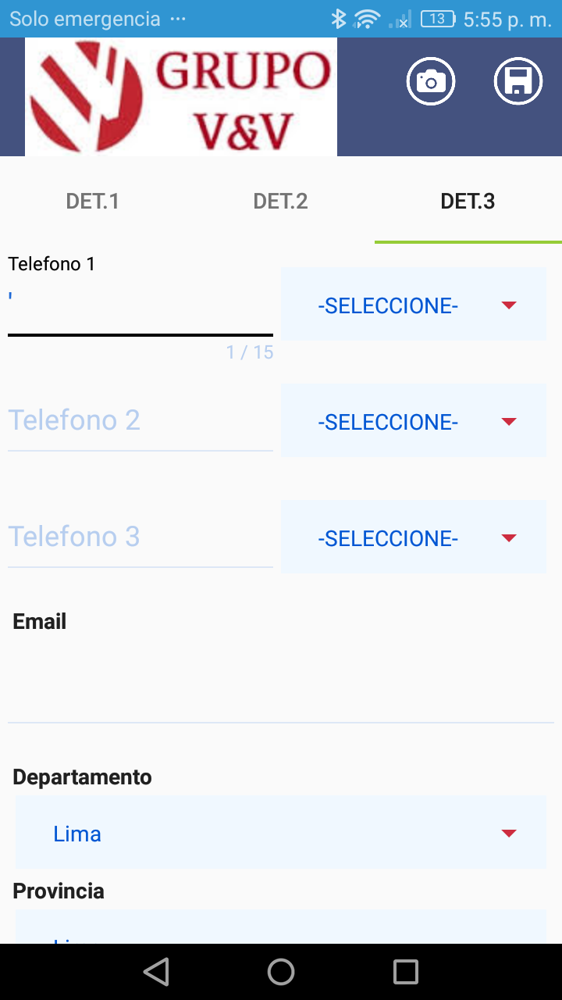 Solo emergencia ...
13 5:55 p. m.
GRUPO
V&V
DET.1 DET.2 DET.3
Telefono 1
'
-SELECCIONE-
1 / 15
Telefono 2
-SELECCIONE-
Telefono 3
-SELECCIONE-
Email
Departamento
Lima
Provincia